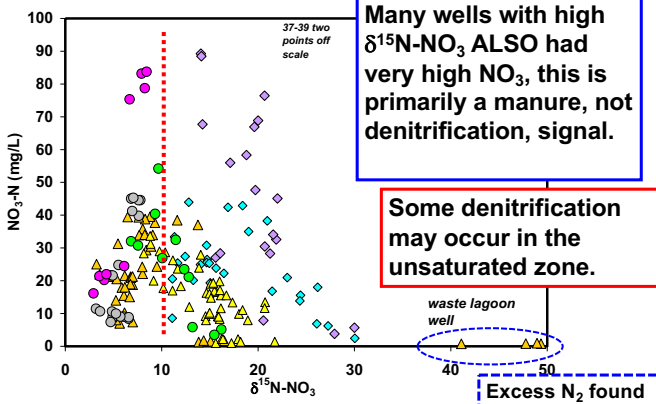 37-39 two
points off
scale
Many wells with high
δ¹⁵N-NO₃ ALSO had
very high NO₃, this is
primarily a manure, not
denitrification, signal.
Some denitrification
may occur in the
unsaturated zone.
waste lagoon
well
Excess N₂ found
NO₃-N (mg/L)
100
90
80
70
60
50
40
30
20
10
0
0 10 20 30 40 50
δ¹⁵N-NO₃